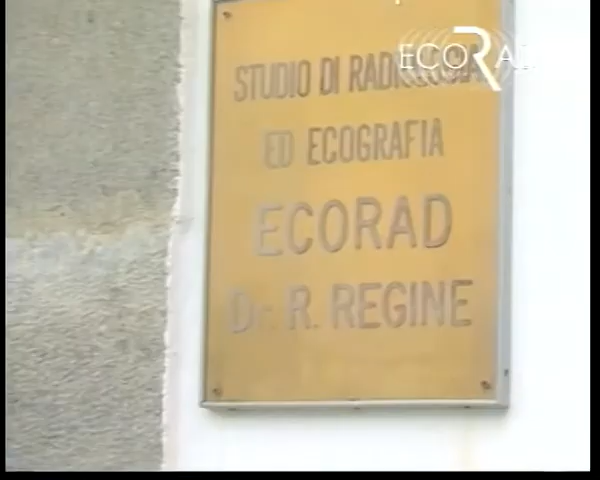 ECORAD
STUDIO DI RADIOLOGIA
ED ECOGRAFIA
ECORAD
Dr. R. REGINE